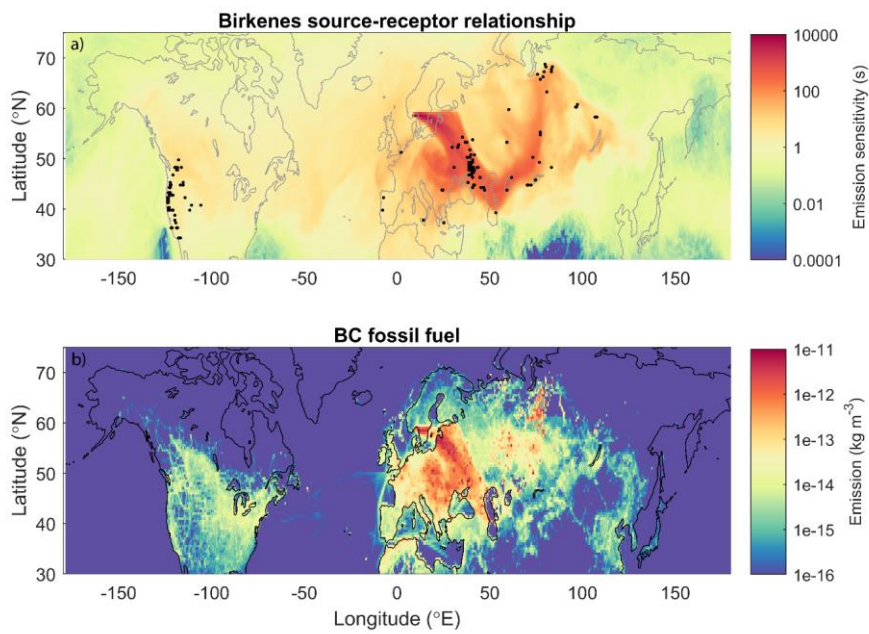 Birkenes source-receptor relationship
a)
Latitude (°N)
70
60
50
40
30
-150
-100
-50
0
50
100
150
10000
100
1
0.01
0.0001
Emission sensitivity (s)
BC fossil fuel
b)
Latitude (°N)
70
60
50
40
30
-150
-100
-50
0
50
100
150
Longitude (°E)
1e-11
1e-12
1e-13
1e-14
1e-15
1e-16
Emission (kg m⁻³)